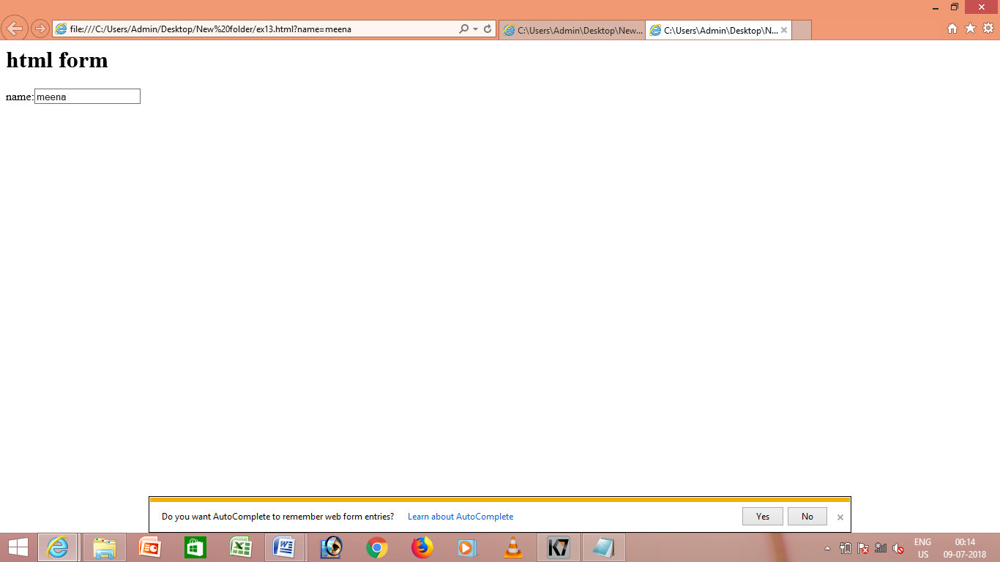 file:///C:/Users/Admin/Desktop/New%20folder/ex13.html?name=meena
C:\Users\Admin\Desktop\New...
C:\Users\Admin\Desktop\N...
html form
name: meena
Do you want AutoComplete to remember web form entries? Learn about AutoComplete Yes No
K7
ENG 00:14
US 09-07-2018